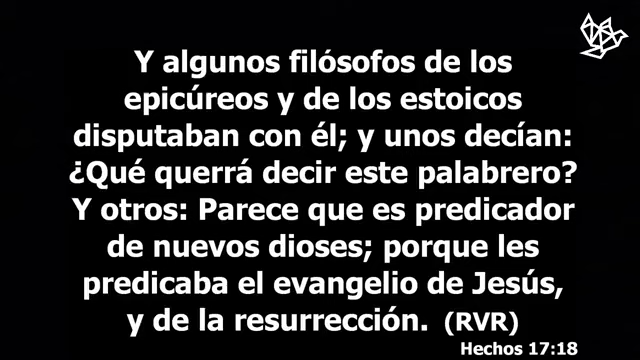 Y algunos filósofos de los
epicúreos y de los estoicos
disputaban con él; y unos decían:
¿Qué querrá decir este palabrero?
Y otros: Parece que es predicador
de nuevos dioses; porque les
predicaba el evangelio de Jesús,
y de la resurrección. (RVR)
Hechos 17:18